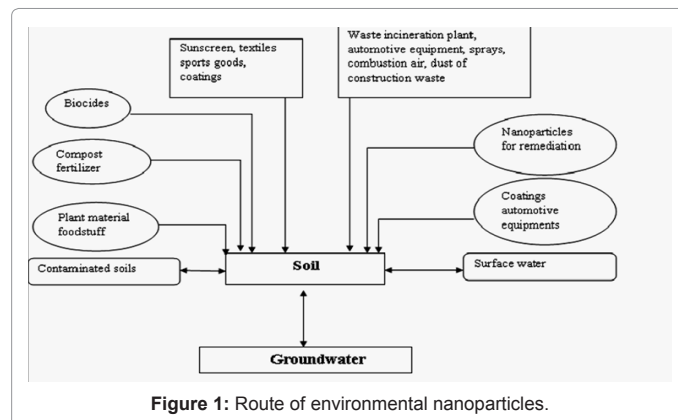 Sunscreen, textiles
sports goods,
coatings
Waste incineration plant,
automotive equipment, sprays,
combustion air, dust of
construction waste
Biocides
Compost
fertilizer
Plant material
foodstuff
Nanoparticles
for remediation
Coatings
automotive
equipments
Contaminated soils
Soil
Surface water
Groundwater
Figure 1: Route of environmental nanoparticles.